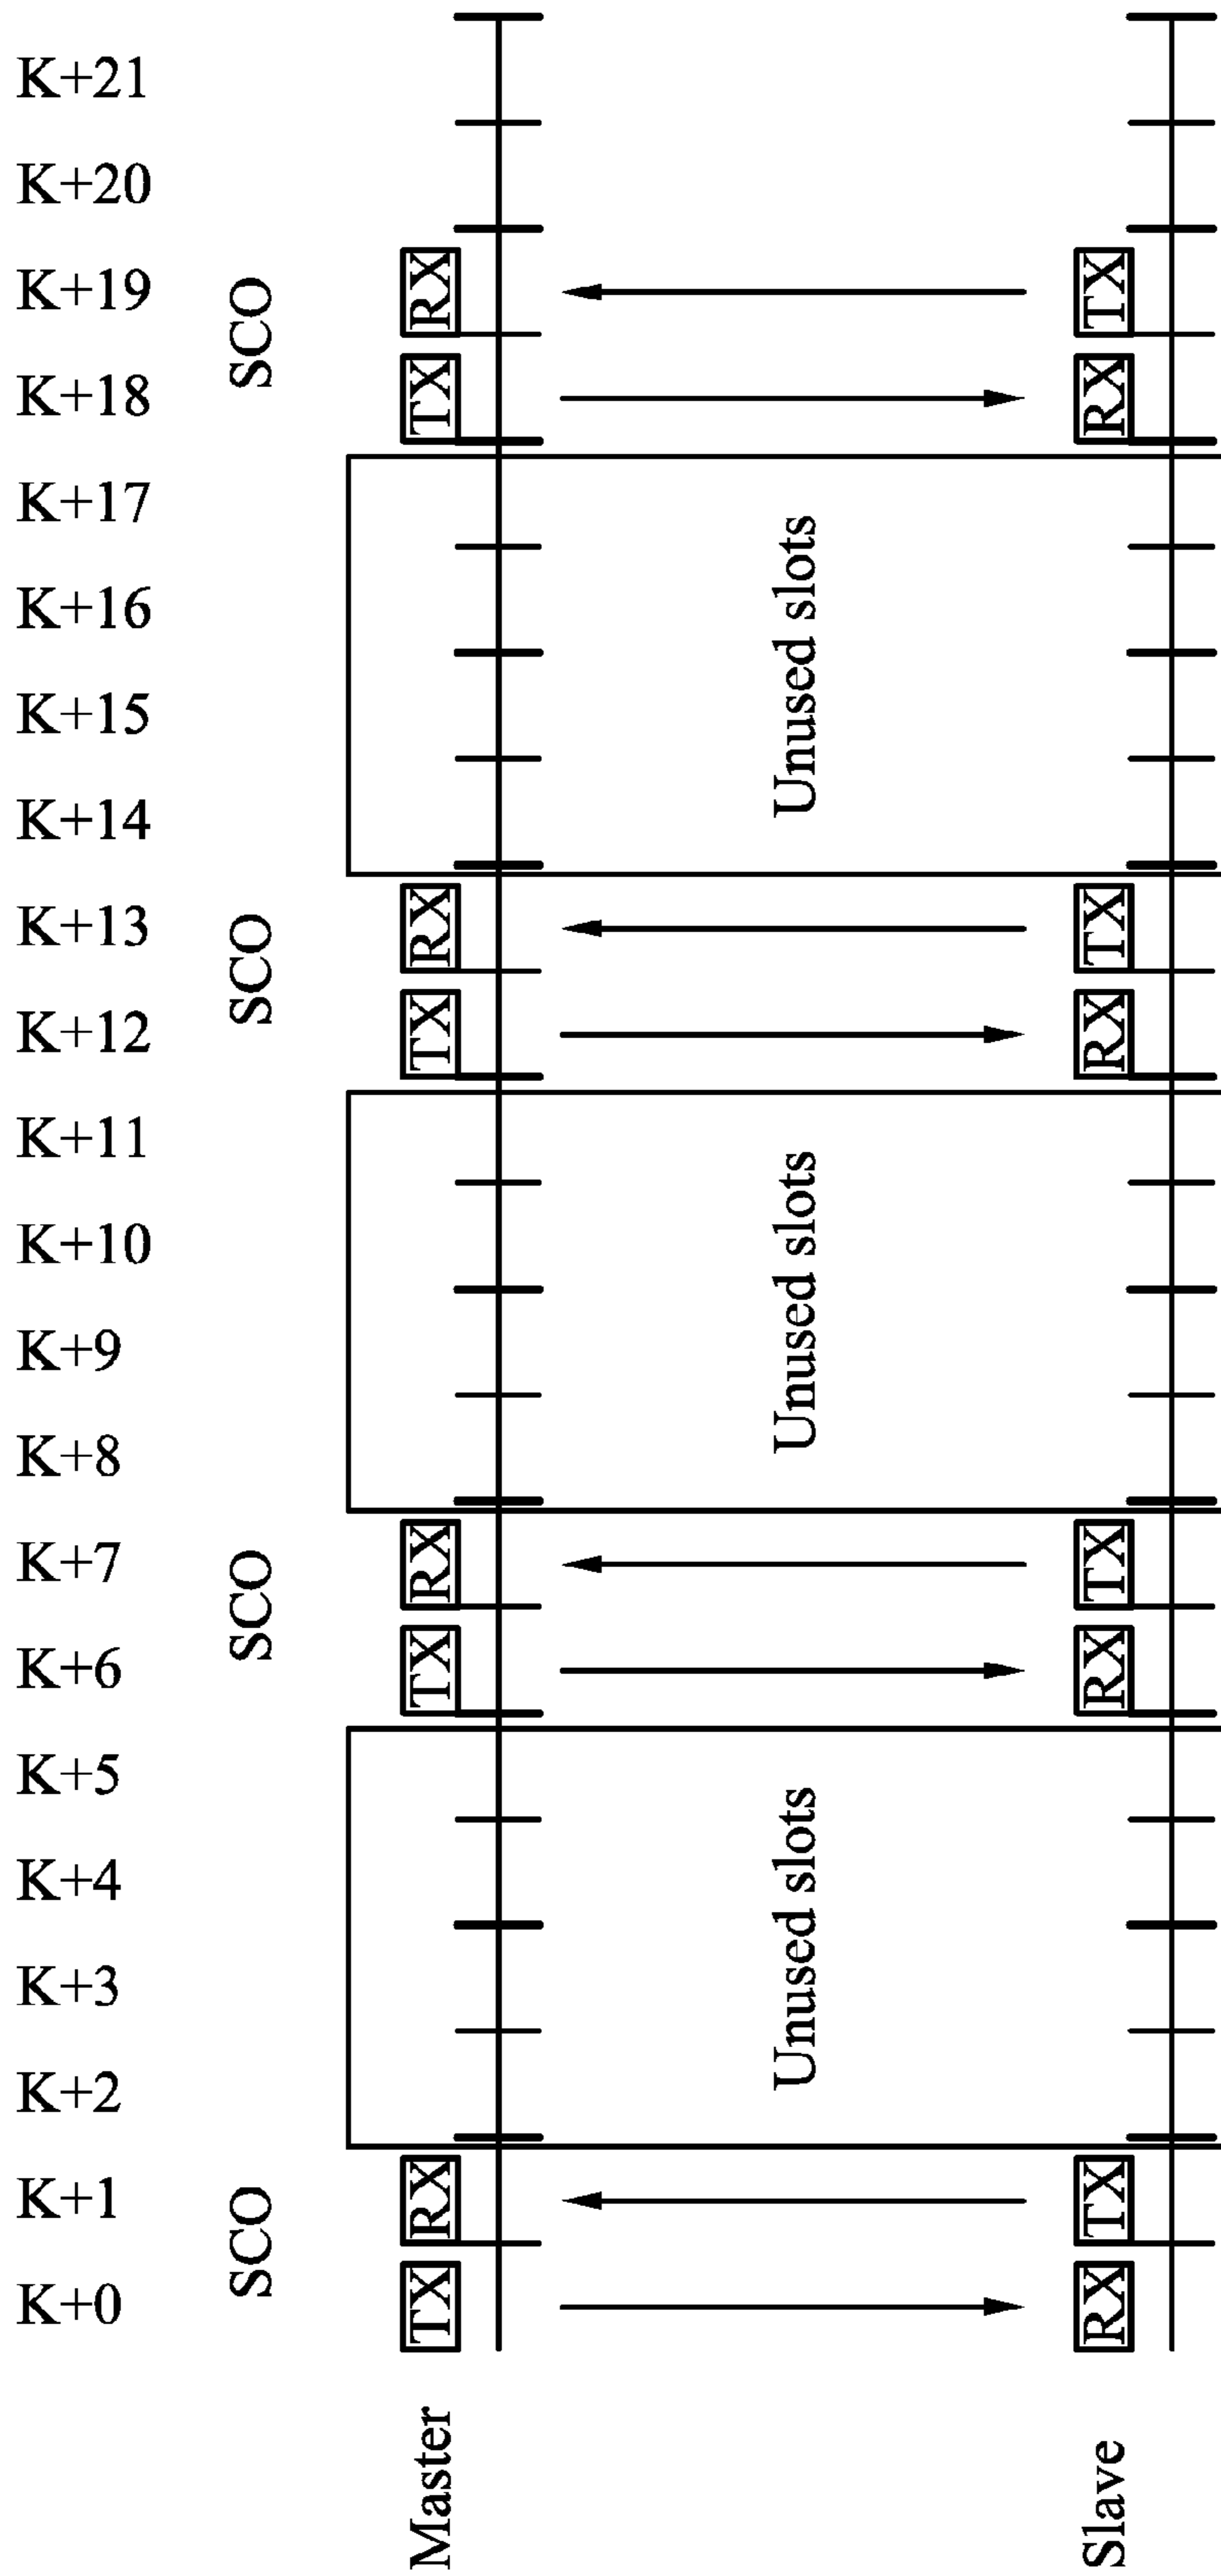 K+0 K+1 K+2 K+3 K+4 K+5 K+6 K+7 K+8 K+9 K+10 K+11 K+12 K+13 K+14 K+15 K+16 K+17 K+18 K+19 K+20 K+21
SCO SCO SCO SCO
Master TX RX TX RX TX RX TX RX
Unused slots Unused slots Unused slots
Slave RX TX RX TX RX TX RX TX